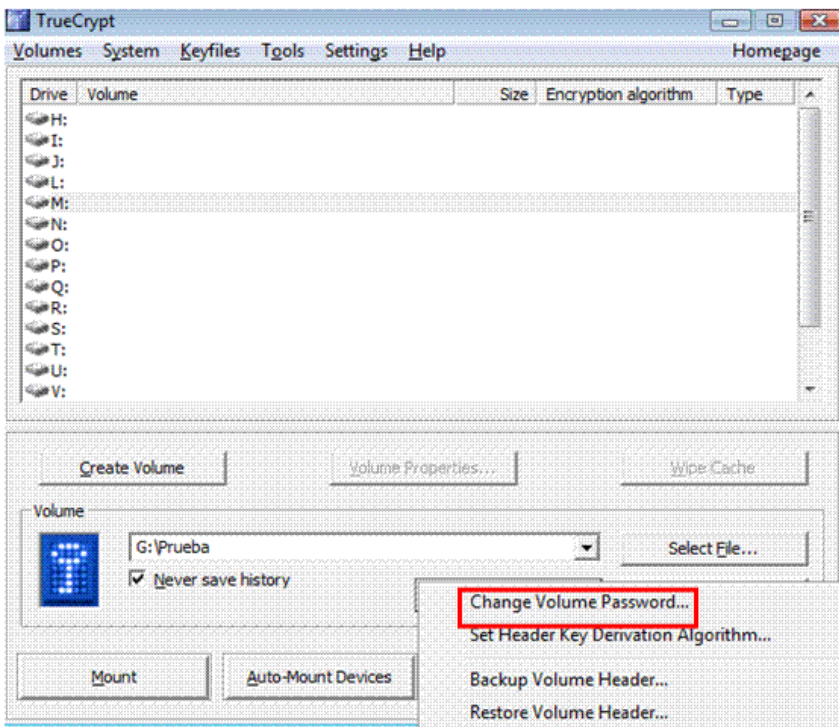 TrueCrypt
Volumes System Keyfiles Tools Settings Help Homepage
Drive Volume Size Encryption algorithm Type
H:
I:
J:
L:
M:
N:
O:
P:
Q:
R:
S:
T:
U:
V:
Create Volume Volume Properties... Wipe Cache
Volume
G:\Prueba Select File...
Never save history
Change Volume Password...
Set Header Key Derivation Algorithm...
Mount Auto-Mount Devices Backup Volume Header...
Restore Volume Header...